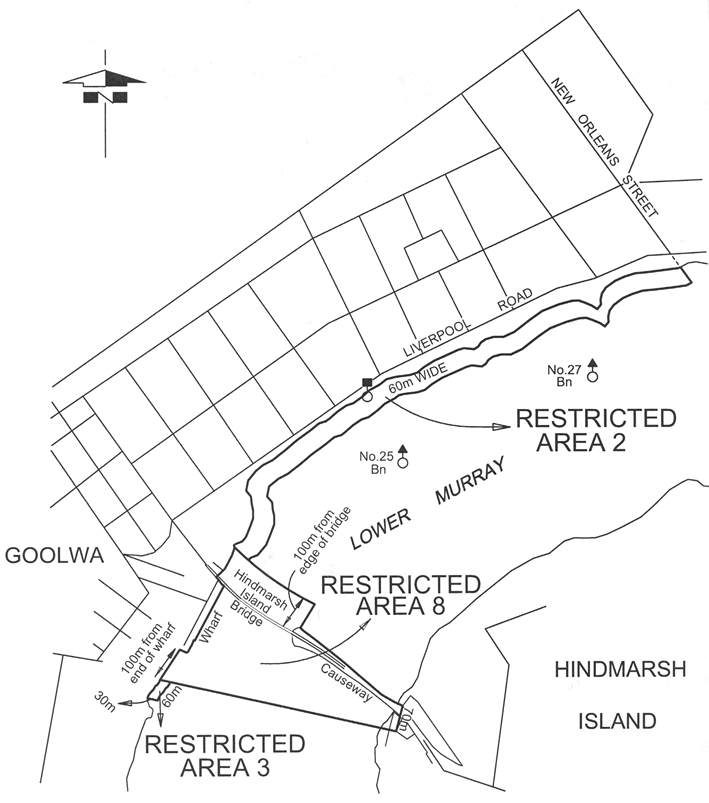 N
NEW ORLEANS STREET
LIVERPOOL ROAD
60m WIDE
No.27
Bn
RESTRICTED
AREA 2
No.25
Bn
LOWER MURRAY
100m from
edge of bridge
GOOLWA
Hindmarsh
Island
Bridge
RESTRICTED
AREA 8
Wharf
100m from
end of wharf
Causeway
HINDMARSH
ISLAND
30m
60m
70m
RESTRICTED
AREA 3